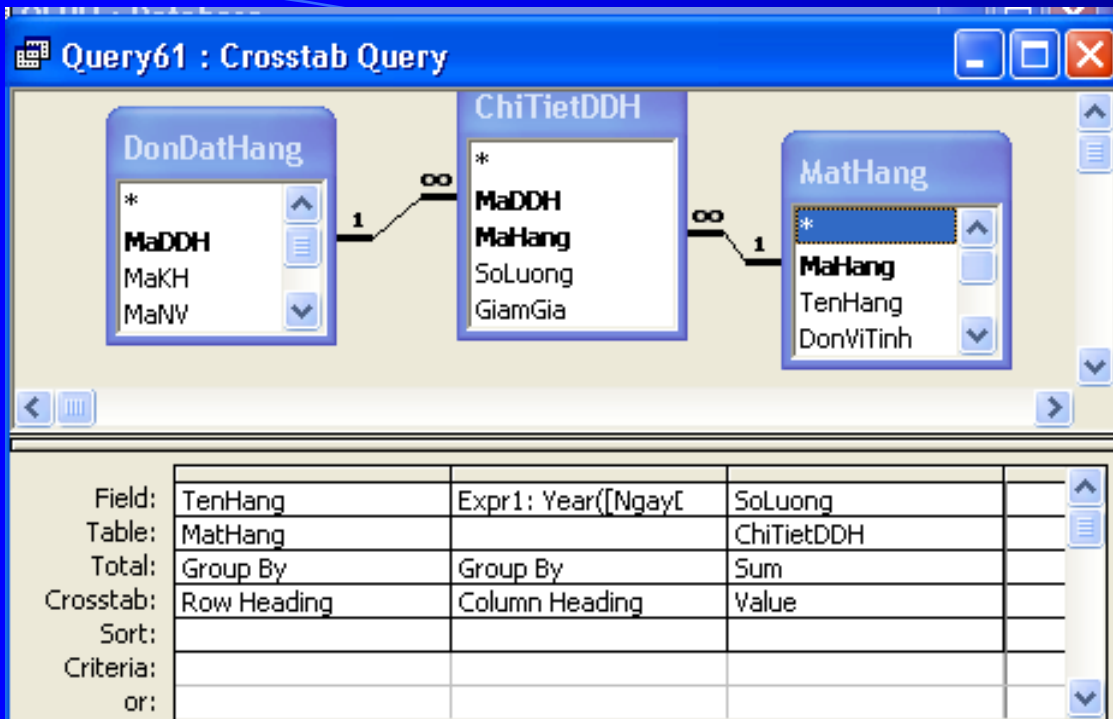 Query61 : Crosstab Query
DonDatHang
*
MaDDH
MaKH
MaNV
1
∞
ChiTietDDH
*
MaDDH
MaHang
SoLuong
GiamGia
∞
1
MatHang
*
MaHang
TenHang
DonViTinh
Field: TenHang Expr1: Year([NgayD SoLuong
Table: MatHang ChiTietDDH
Total: Group By Group By Sum
Crosstab: Row Heading Column Heading Value
Sort:
Criteria:
or: